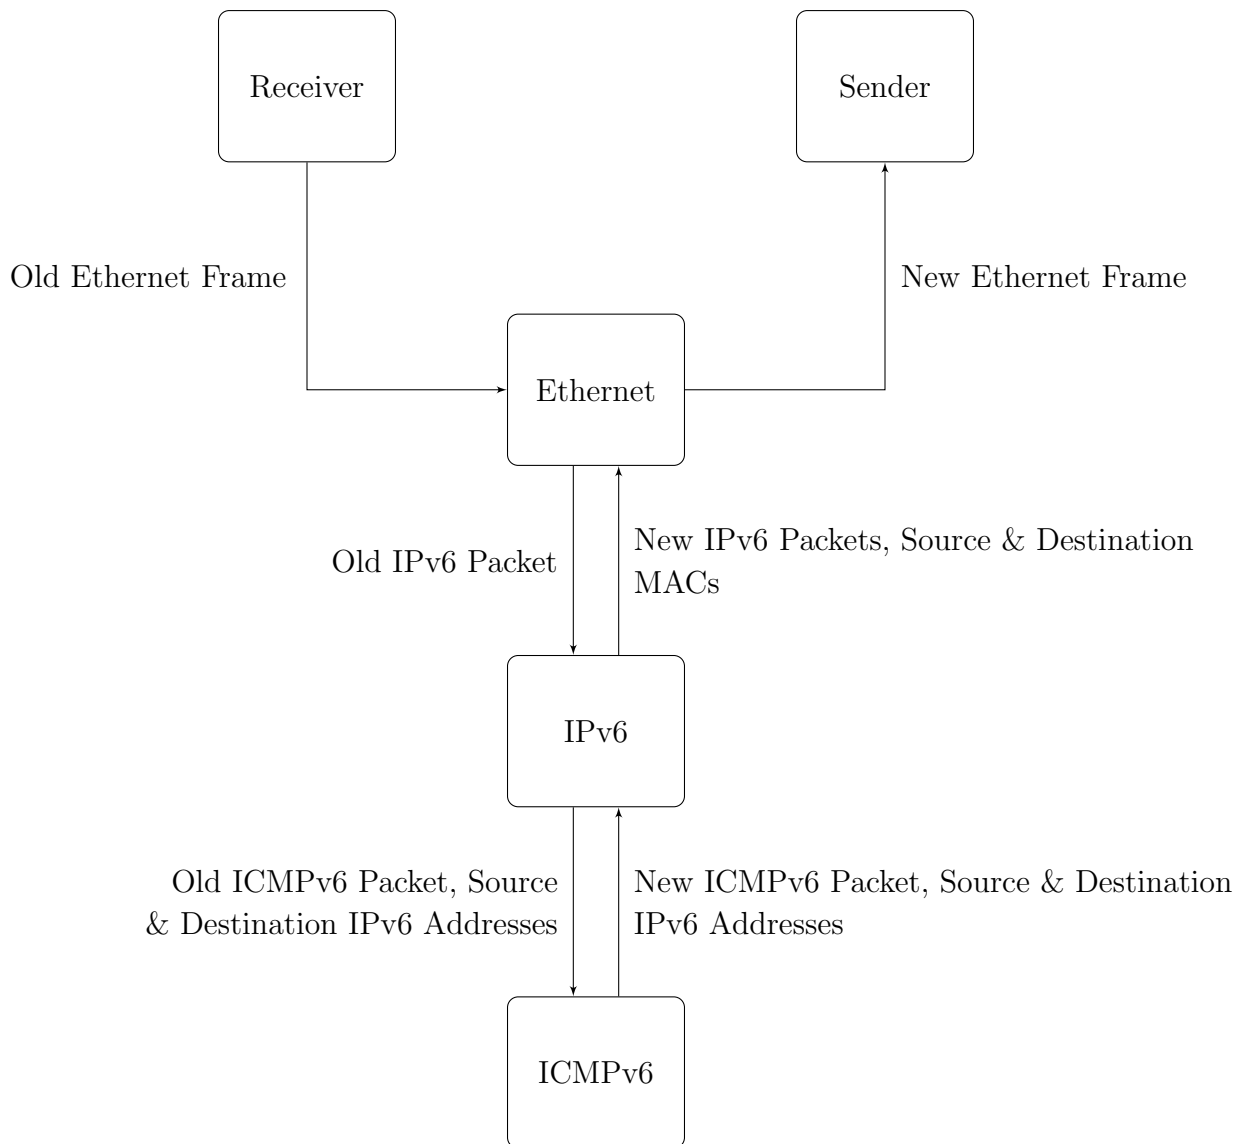 Receiver
Sender
Old Ethernet Frame
New Ethernet Frame
Ethernet
Old IPv6 Packet
New IPv6 Packets, Source & Destination
MACs
IPv6
Old ICMPv6 Packet, Source
& Destination IPv6 Addresses
New ICMPv6 Packet, Source & Destination
IPv6 Addresses
ICMPv6